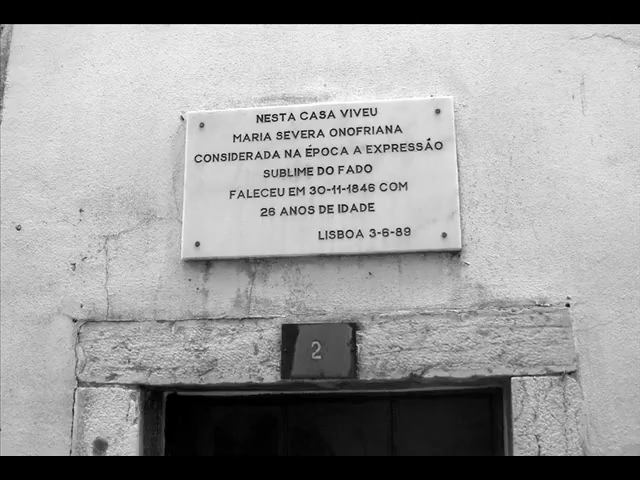 NESTA CASA VIVEU
MARIA SEVERA ONOFRIANA
CONSIDERADA NA ÉPOCA A EXPRESSÃO
SUBLIME DO FADO
FALECEU EM 30-11-1846 COM
26 ANOS DE IDADE
LISBOA 3-6-89
2